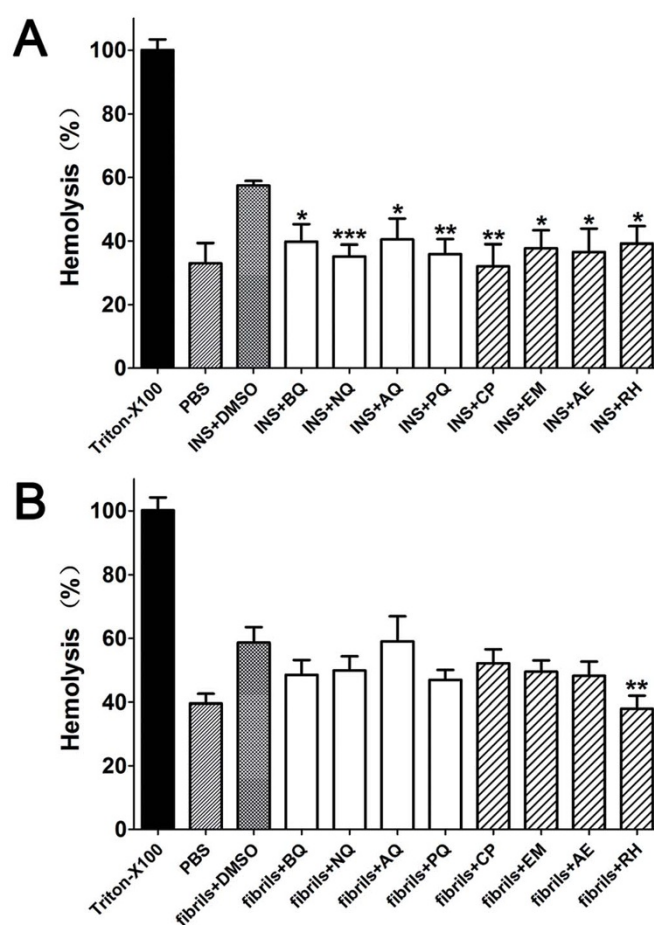 A
Hemolysis (%)
100
80
60
40
20
0
*
***
*
**
**
*
*
*
Triton-X100
PBS
INS+DMSO
INS+BQ
INS+NQ
INS+AQ
INS+PQ
INS+CP
INS+EM
INS+AE
INS+RH
B
Hemolysis (%)
100
80
60
40
20
0
**
Triton-X100
PBS
fibrils+DMSO
fibrils+BQ
fibrils+NQ
fibrils+AQ
fibrils+PQ
fibrils+CP
fibrils+EM
fibrils+AE
fibrils+RH